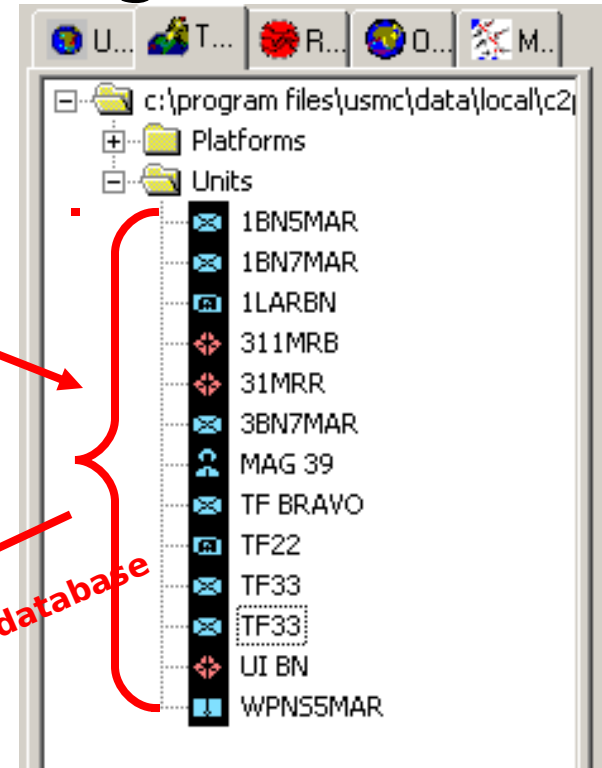 U... T... R... O... M..
c:\program files\usmc\data\local\c2p
Platforms
Units
1BN5MAR
1BN7MAR
1LARBN
311MRB
31MRR
3BN7MAR
MAG 39
TF BRAVO
TF22
TF33
TF33
UI BN
WPNS5MAR
database